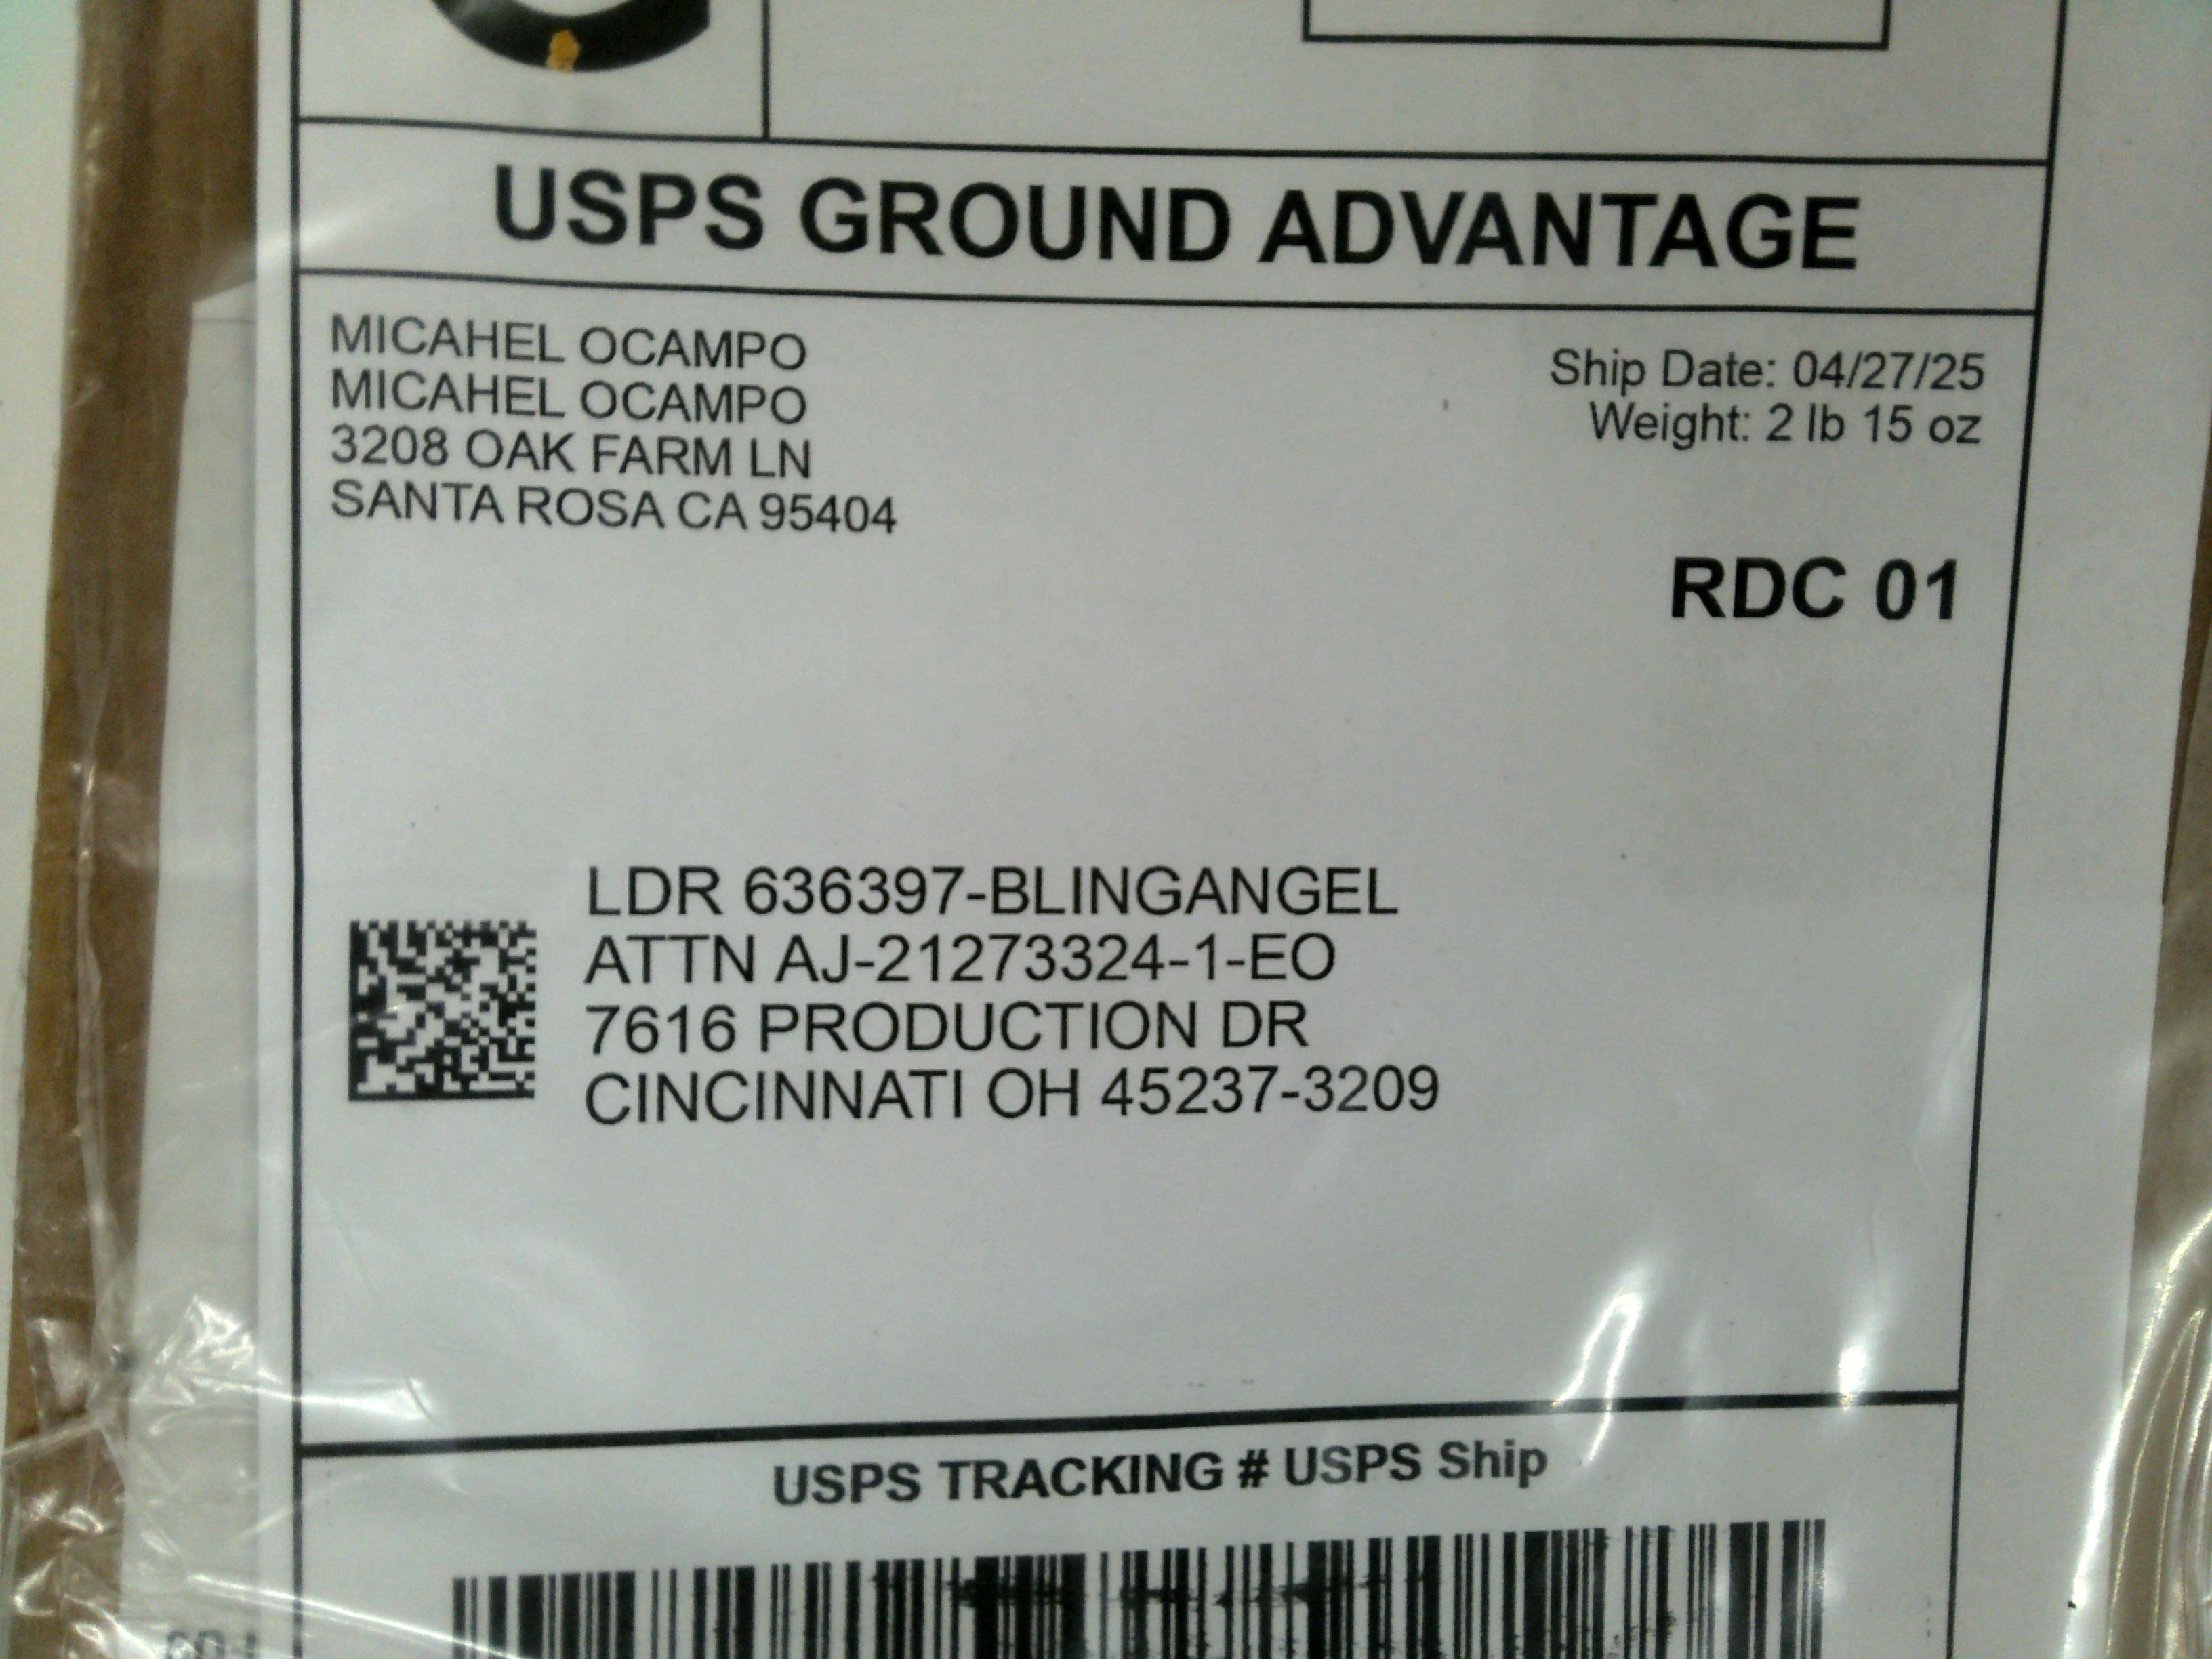 USPS GROUND ADVANTAGE
MICAHEL OCAMPO
MICAHEL OCAMPO
3208 OAK FARM LN
SANTA ROSA CA 95404
Ship Date: 04/27/25
Weight: 2 lb 15 oz
RDC 01
LDR 636397-BLINGANGEL
ATTN AJ-21273324-1-EO
7616 PRODUCTION DR
CINCINNATI OH 45237-3209
USPS TRACKING # USPS Ship